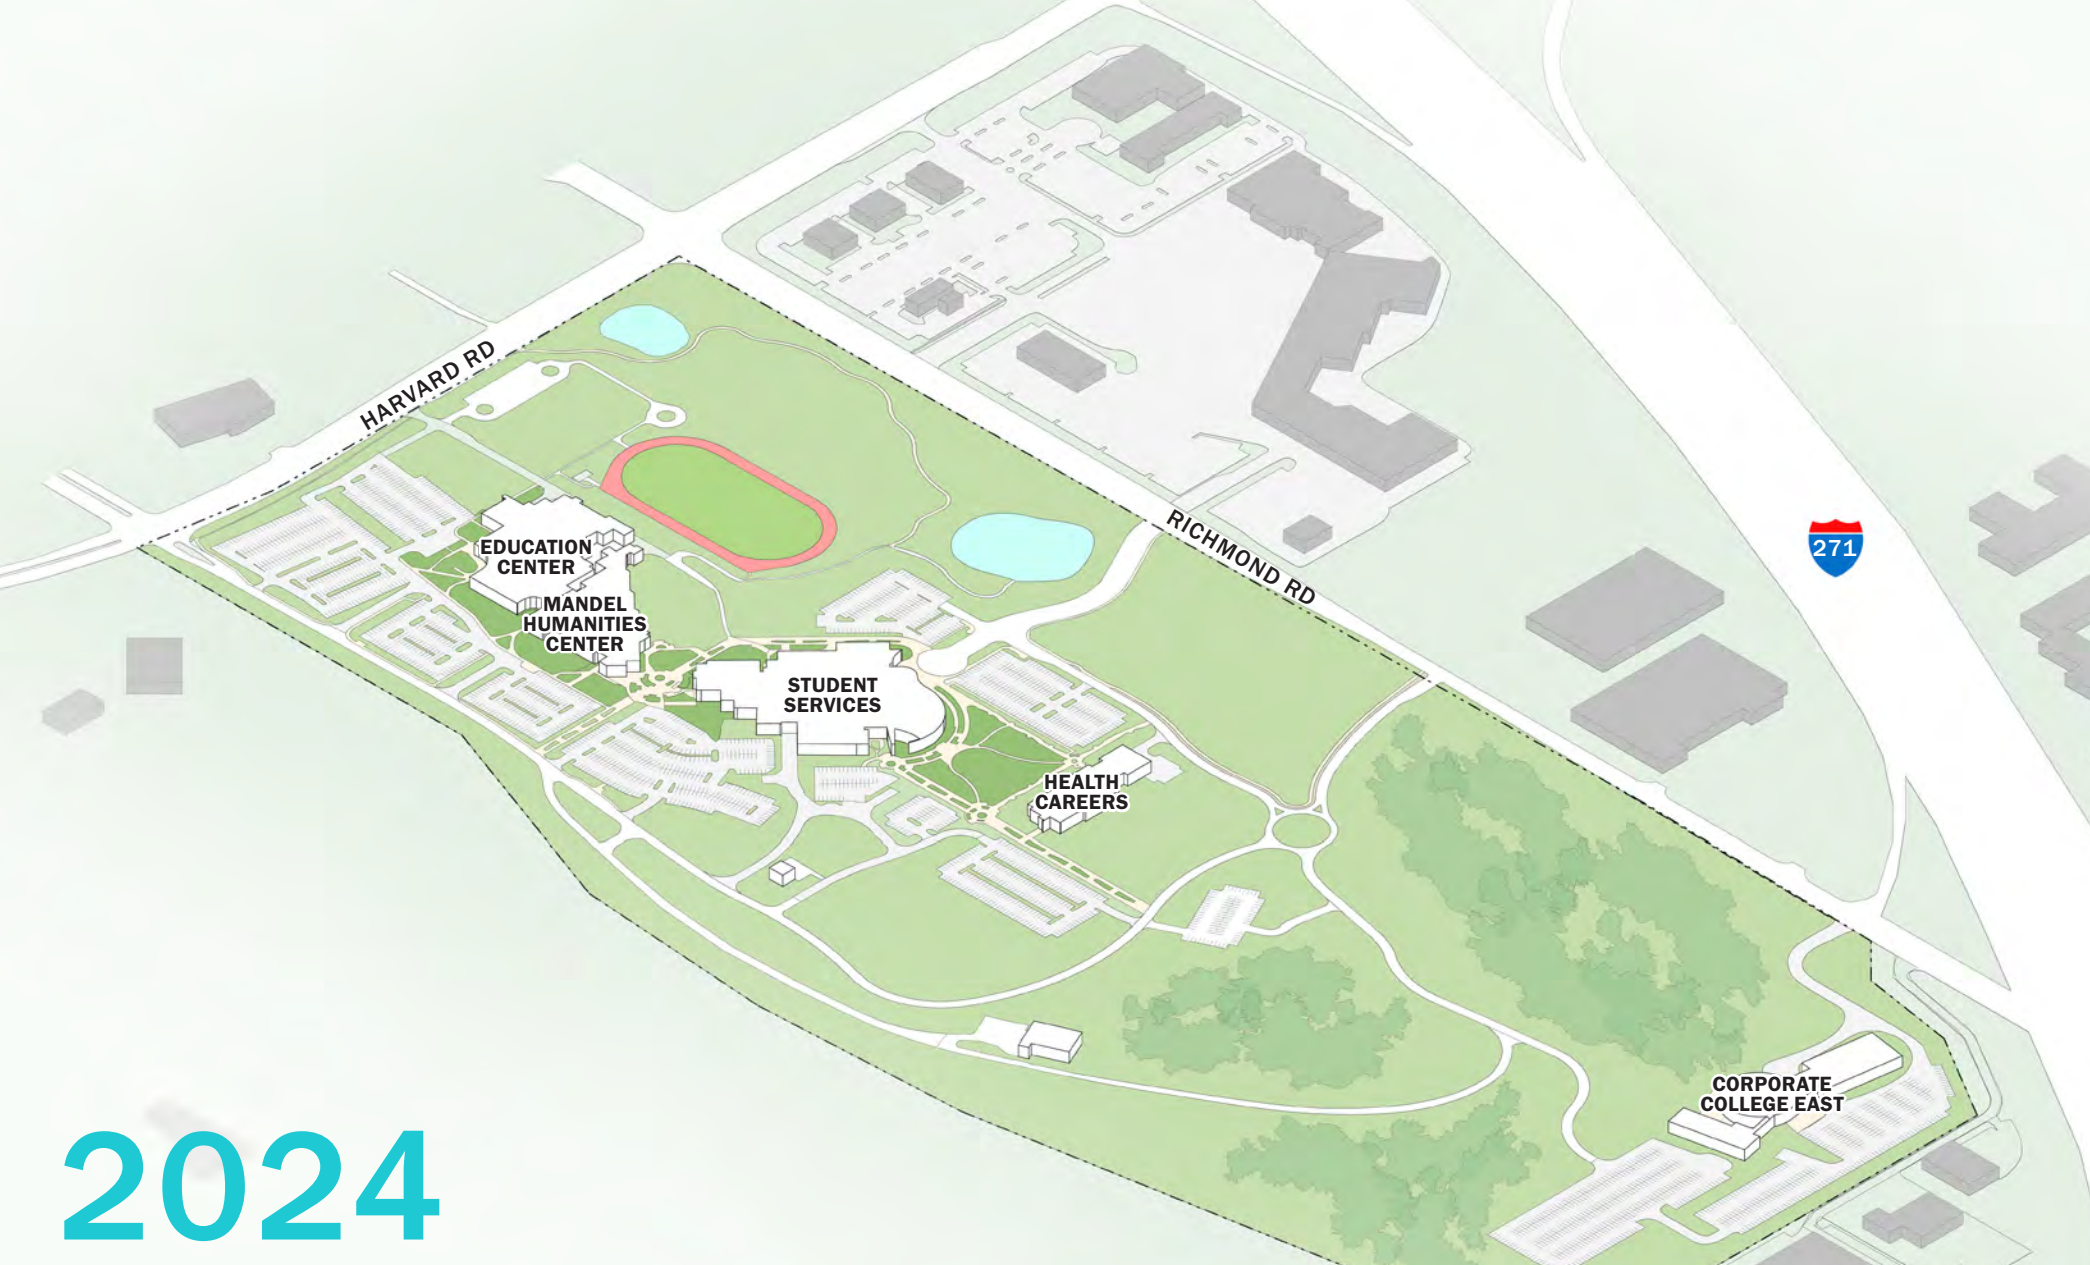 HARVARD RD
RICHMOND RD
271
EDUCATION
CENTER
MANDEL
HUMANITIES
CENTER
STUDENT
SERVICES
HEALTH
CAREERS
CORPORATE
COLLEGE EAST
2024